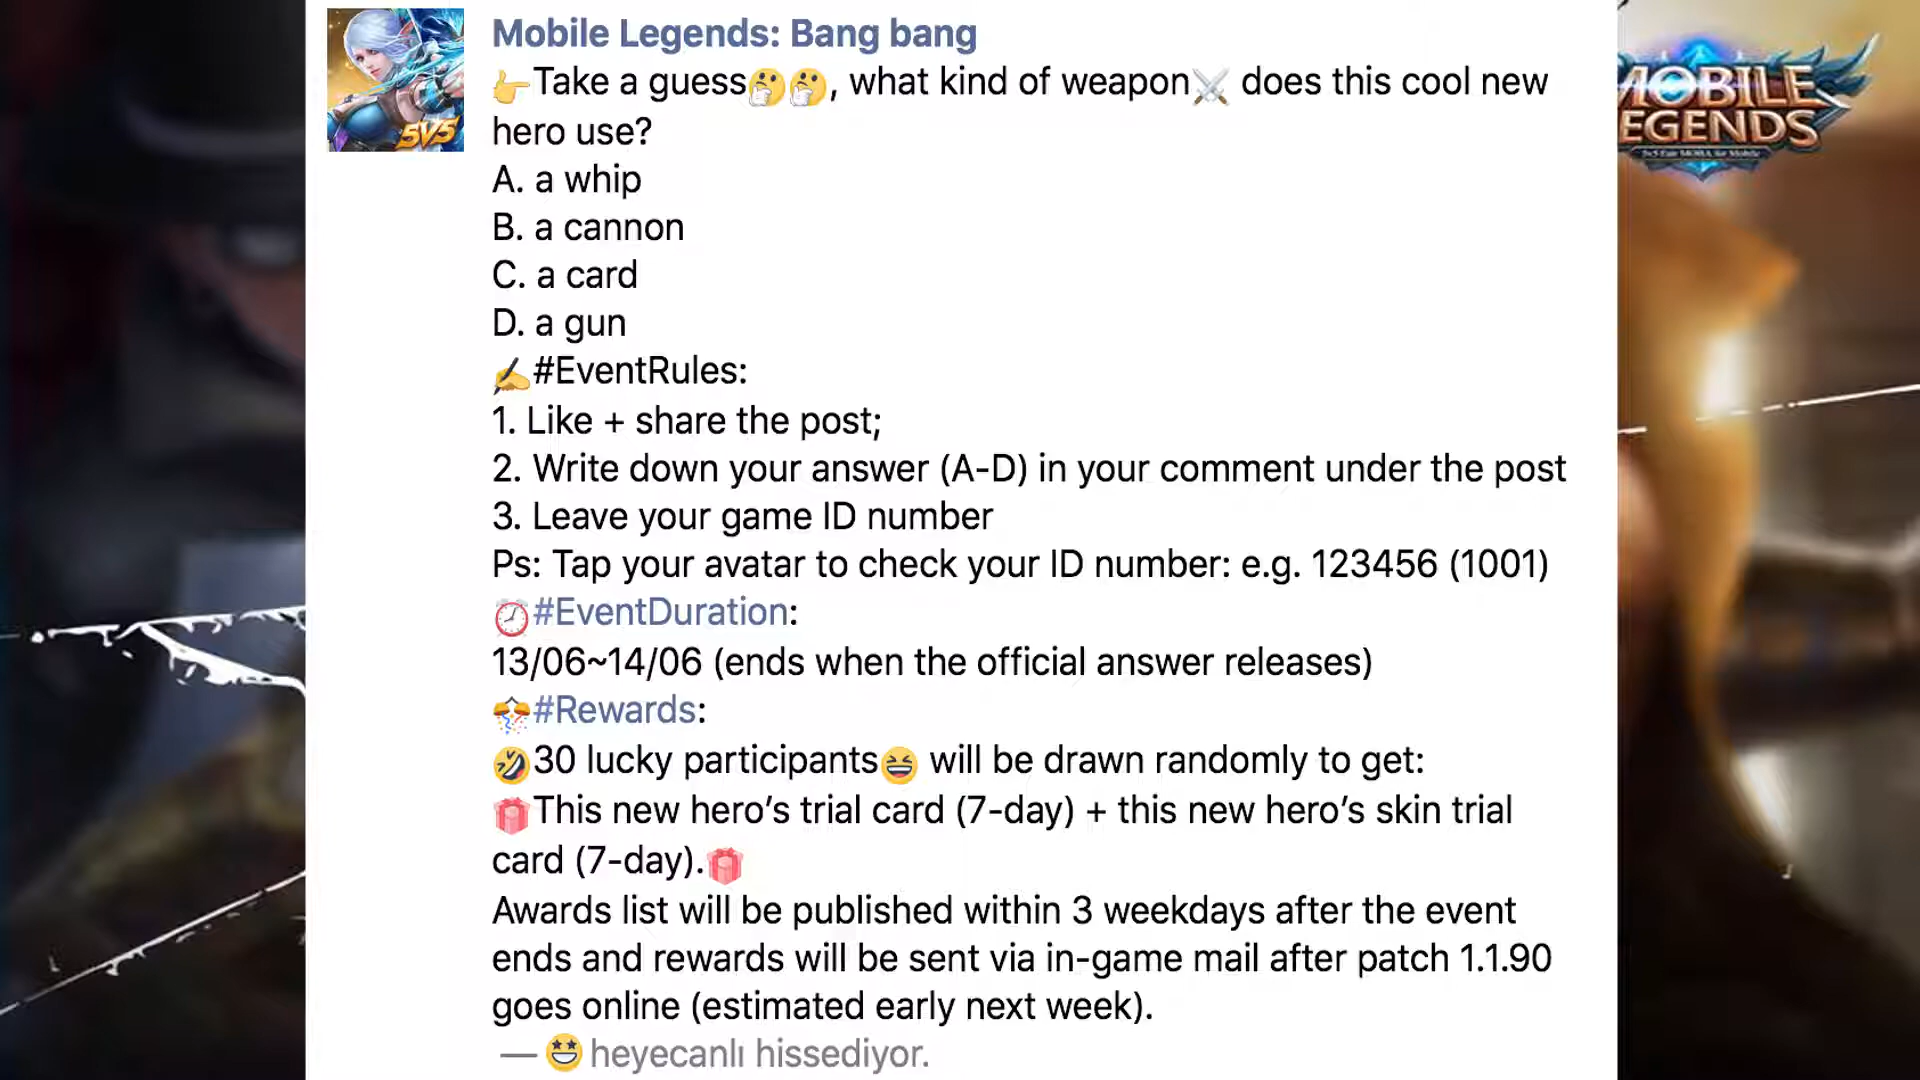 Mobile Legends: Bang bang
👉Take a guess🤔🤔, what kind of weapon⚔ does this cool new
hero use?
A. a whip
B. a cannon
C. a card
D. a gun
✍#EventRules:
1. Like + share the post;
2. Write down your answer (A-D) in your comment under the post
3. Leave your game ID number
Ps: Tap your avatar to check your ID number: e.g. 123456 (1001)
⏰#EventDuration:
13/06~14/06 (ends when the official answer releases)
🎊#Rewards:
🤣30 lucky participants😆 will be drawn randomly to get:
🎁This new hero’s trial card (7-day) + this new hero’s skin trial
card (7-day).🎁
Awards list will be published within 3 weekdays after the event
ends and rewards will be sent via in-game mail after patch 1.1.90
goes online (estimated early next week).
— 🤩 heyecanlı hissediyor.
5V5
MOBILE
EGENDS